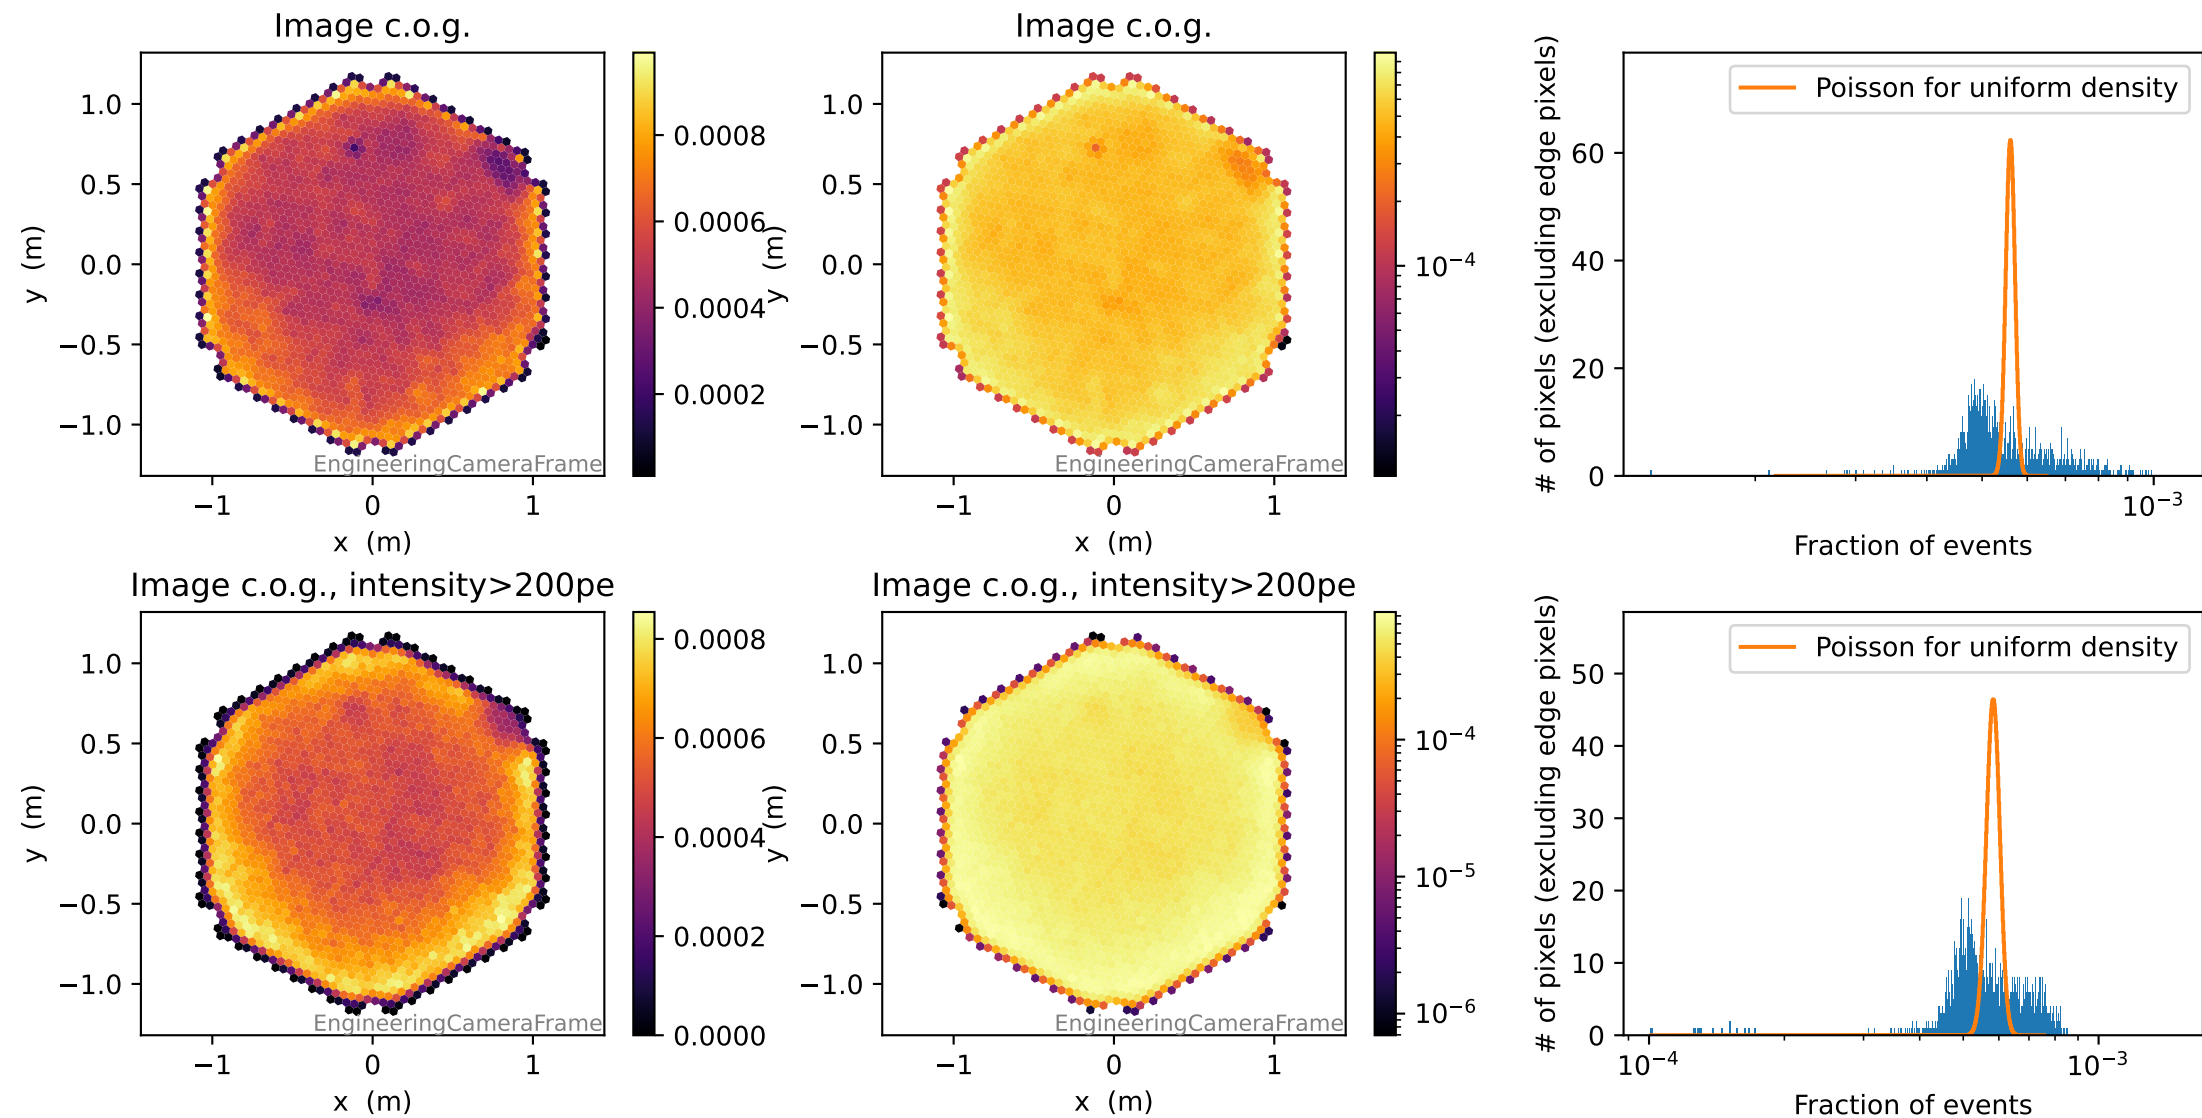 Image c.o.g.
1.0
0.5
0.0
−0.5
−1.0
y (m)
−1
0
1
x (m)
EngineeringCameraFrame
0.0008
0.0006
0.0004
0.0002
Image c.o.g.
1.0
0.5
0.0
−0.5
−1.0
y (m)
−1
0
1
x (m)
EngineeringCameraFrame
10⁻⁴
Poisson for uniform density
60
40
20
0
# of pixels (excluding edge pixels)
10⁻³
Fraction of events
Image c.o.g., intensity>200pe
1.0
0.5
0.0
−0.5
−1.0
y (m)
−1
0
1
x (m)
EngineeringCameraFrame
0.0008
0.0006
0.0004
0.0002
0.0000
Image c.o.g., intensity>200pe
1.0
0.5
0.0
−0.5
−1.0
y (m)
−1
0
1
x (m)
EngineeringCameraFrame
10⁻⁴
10⁻⁵
10⁻⁶
Poisson for uniform density
50
40
30
20
10
0
# of pixels (excluding edge pixels)
10⁻⁴
10⁻³
Fraction of events